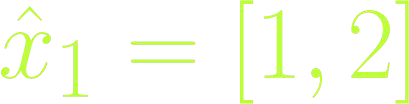 x̂₁ = [1, 2]